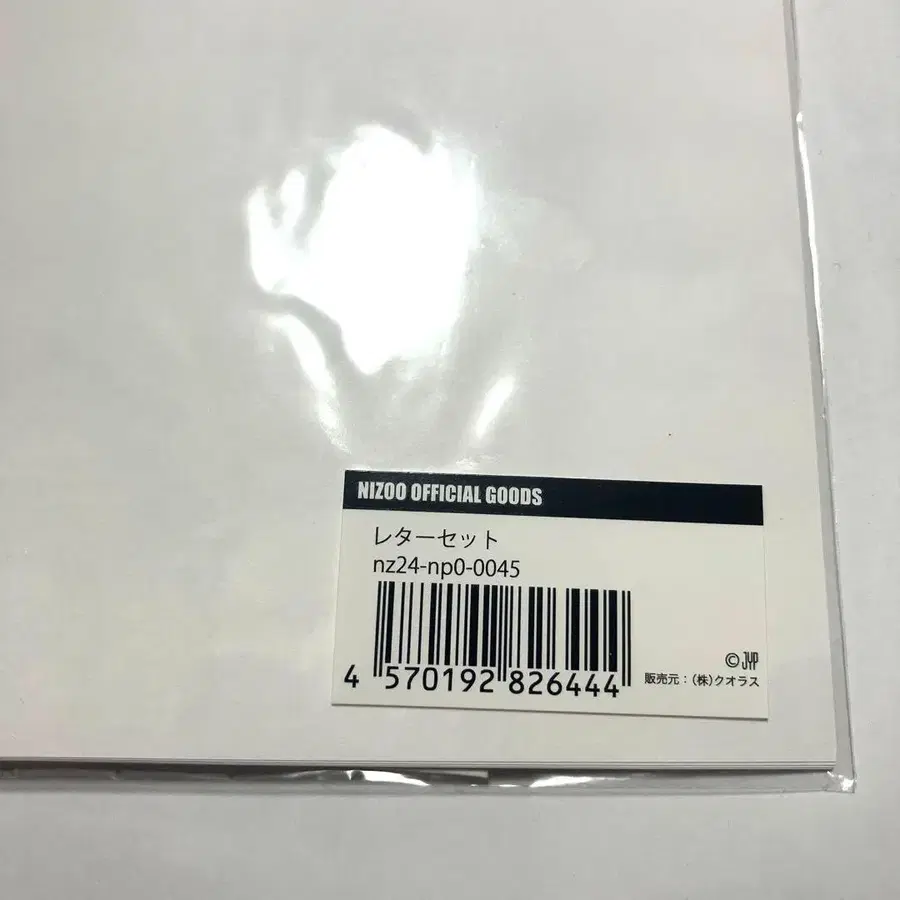 NIZOO OFFICIAL GOODS
レターセット
nz24-np0-0045
4 570192 826444
© JYP
販売元：(株)クオラス